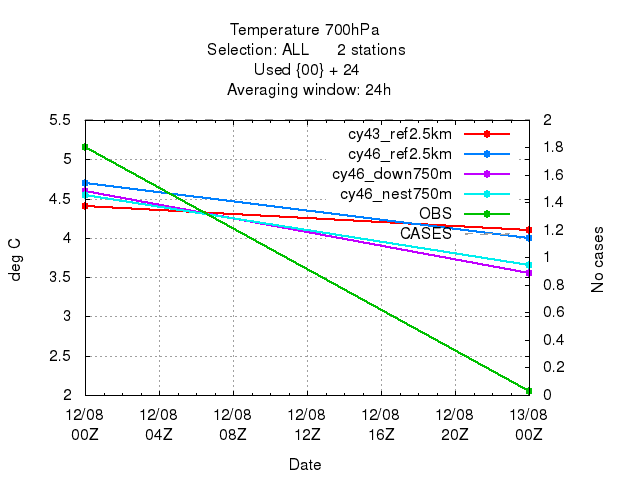 Temperature 700hPa
Selection: ALL 2 stations
Used {00} + 24
Averaging window: 24h
5.5 2
cy43_ref2.5km
1.8
cy46_ref2.5km
5
1.6
cy46_down750m
cy46_nest750m
4.5 1.4
OBS
CASES 1.2
4
1
3.5
0.8
3 0.6
0.4
2.5
0.2
2 0
deg C
No cases
12/08 12/08 12/08 12/08 12/08 12/08 13/08
00Z 04Z 08Z 12Z 16Z 20Z 00Z
Date